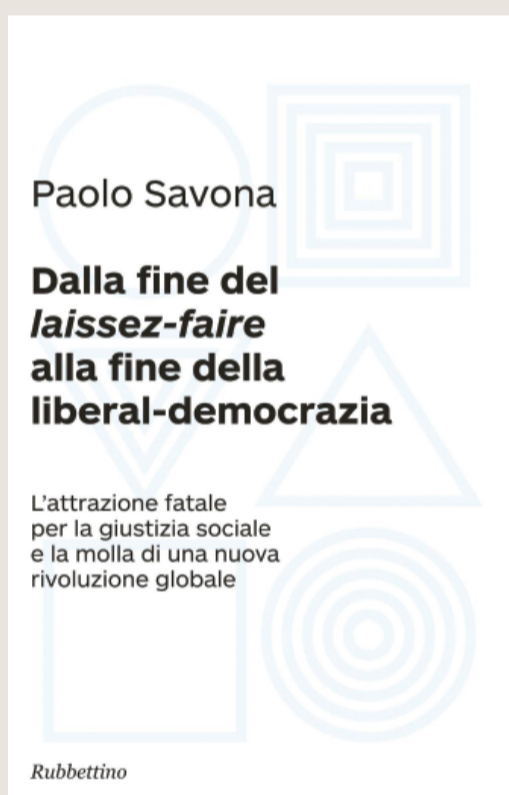 Paolo Savona
Dalla fine del
laissez-faire
alla fine della
liberal-democrazia
L'attrazione fatale
per la giustizia sociale
e la molla di una nuova
rivoluzione globale
Rubbettino